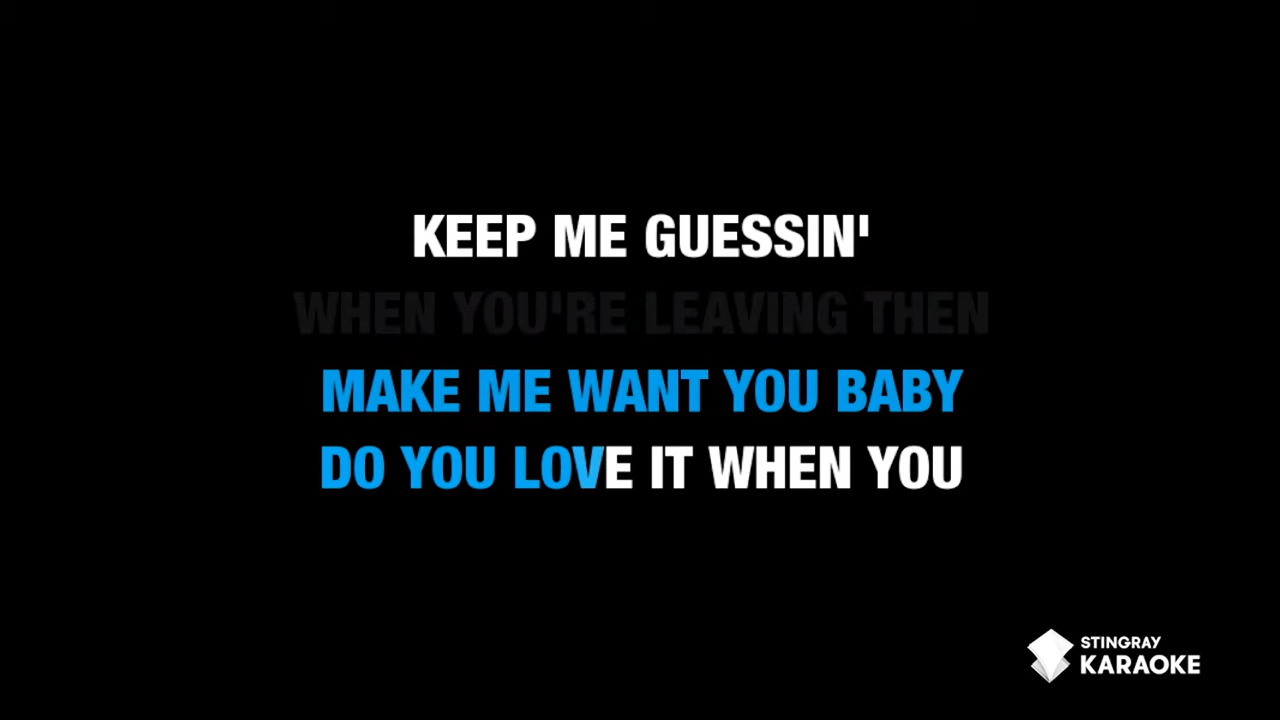 KEEP ME GUESSIN'
WHEN YOU'RE LEAVING THEN
MAKE ME WANT YOU BABY
DO YOU LOVE IT WHEN YOU
STINGRAY
KARAOKE